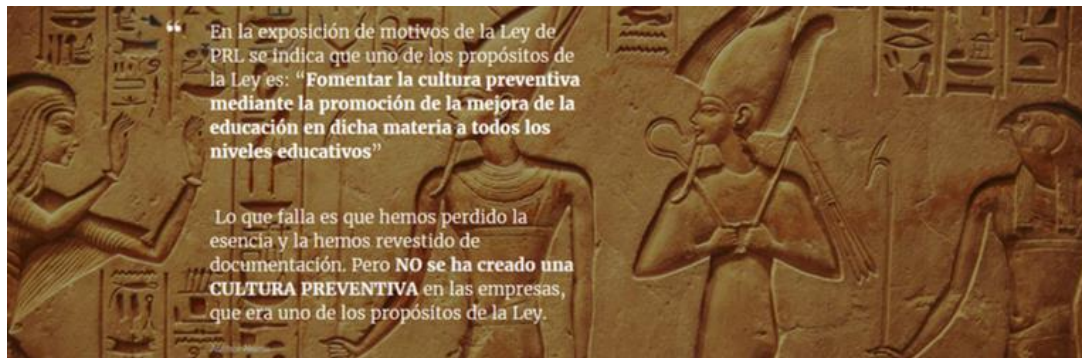 “ En la exposición de motivos de la Ley de
PRL se indica que uno de los propósitos de
la Ley es: “Fomentar la cultura preventiva
mediante la promoción de la mejora de la
educación en dicha materia a todos los
niveles educativos”
Lo que falla es que hemos perdido la
esencia y la hemos revestido de
documentación. Pero NO se ha creado una
CULTURA PREVENTIVA en las empresas,
que era uno de los propósitos de la Ley.